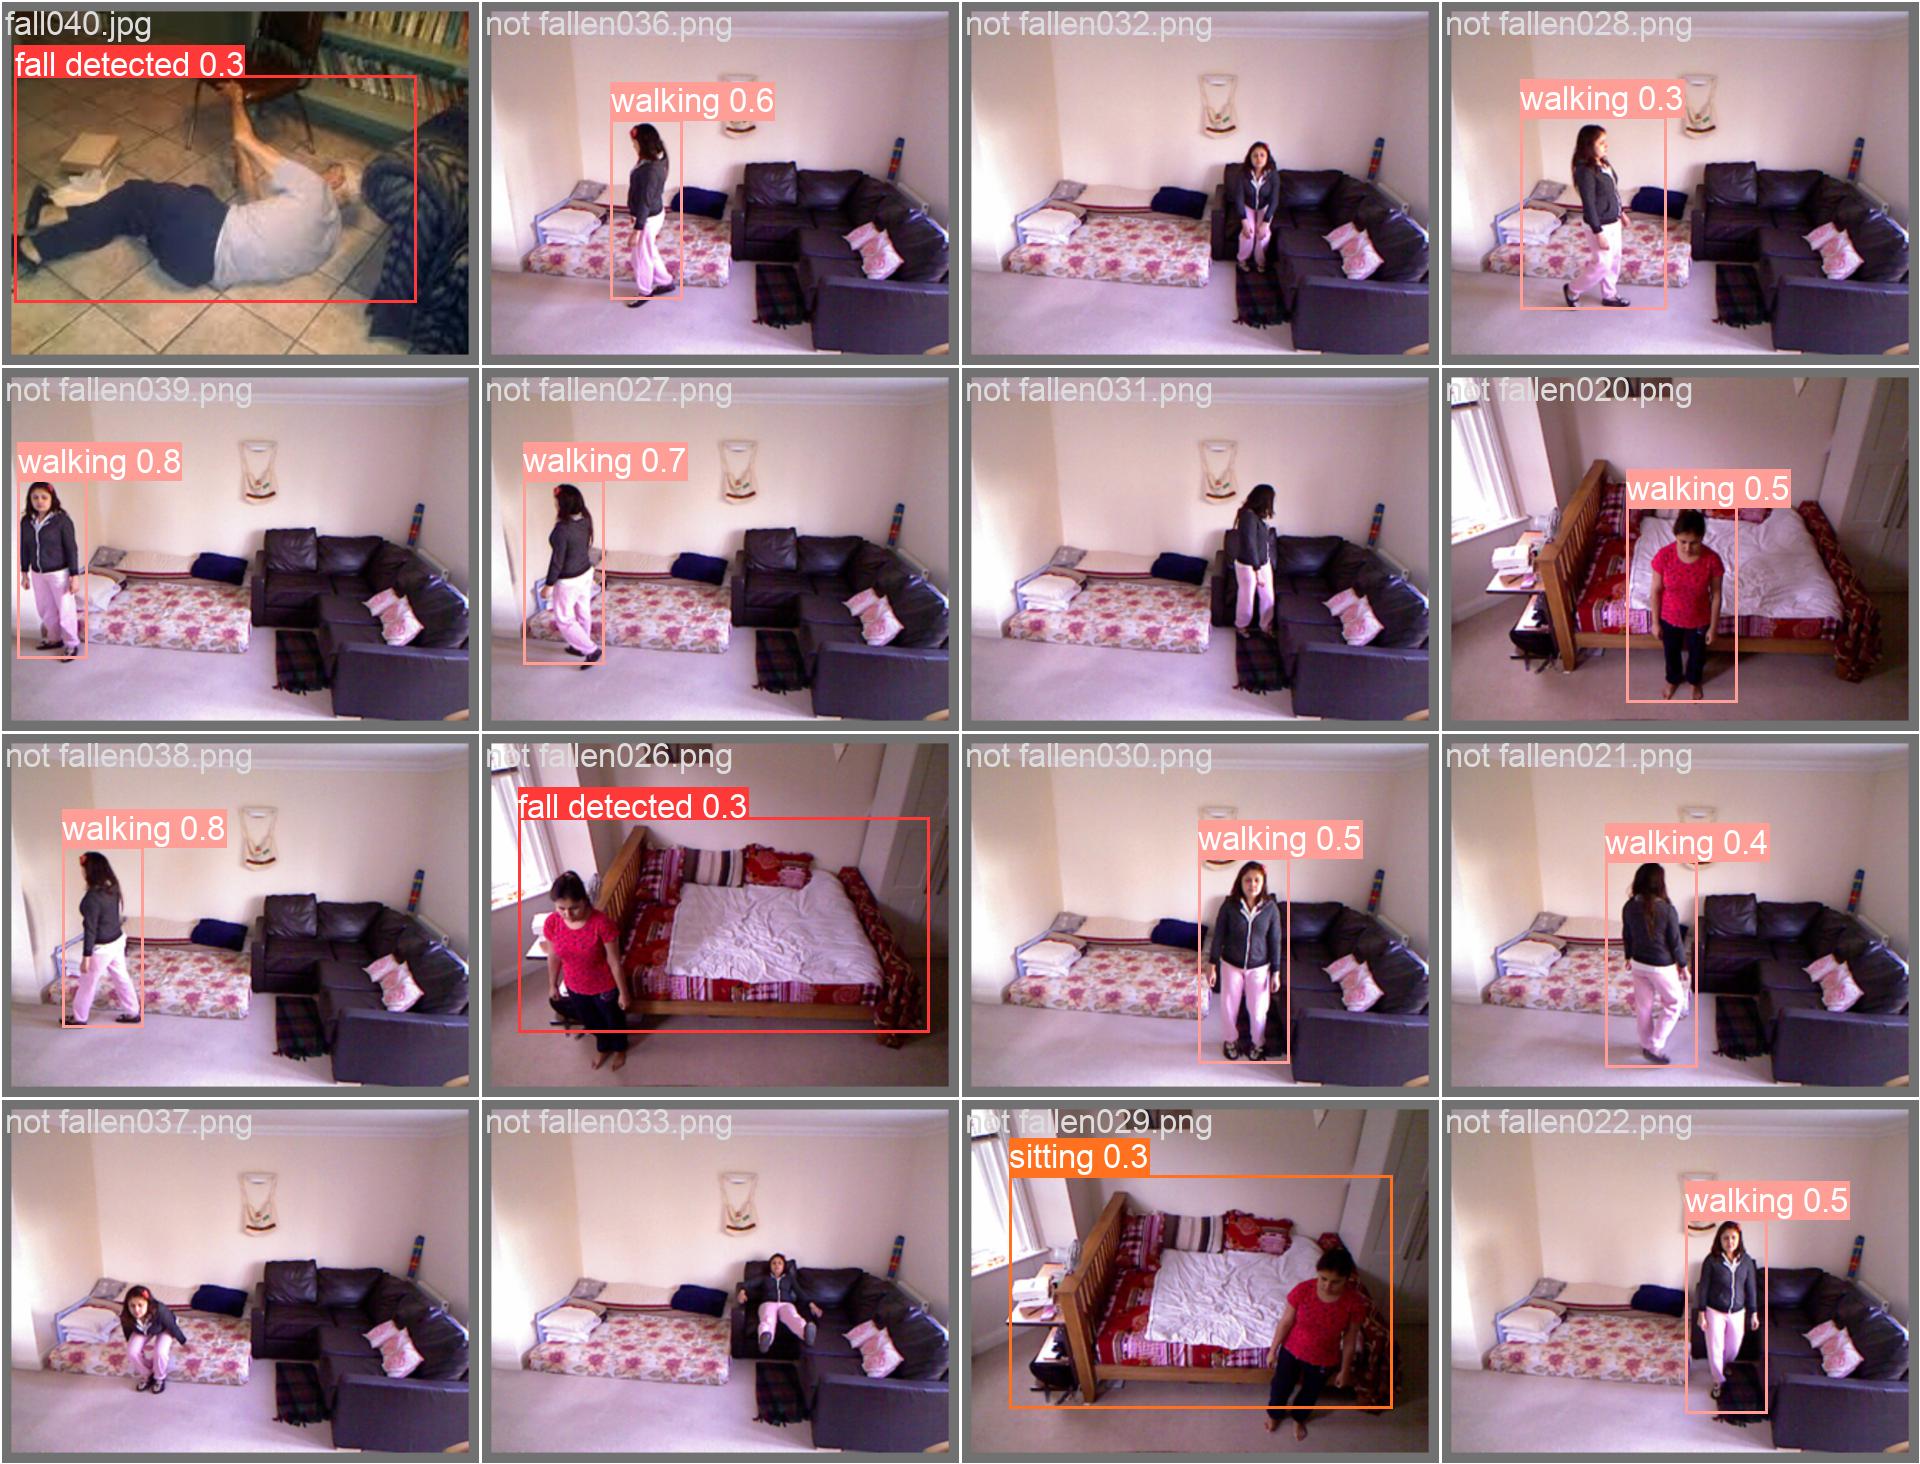 fall040.jpg
fall detected 0.3
not fallen036.png
walking 0.6
not fallen032.png
not fallen028.png
walking 0.3
not fallen039.png
walking 0.8
not fallen027.png
walking 0.7
not fallen031.png
not fallen020.png
walking 0.5
not fallen038.png
walking 0.8
not fallen026.png
fall detected 0.3
not fallen030.png
walking 0.5
not fallen021.png
walking 0.4
not fallen037.png
not fallen033.png
not fallen029.png
sitting 0.3
not fallen022.png
walking 0.5